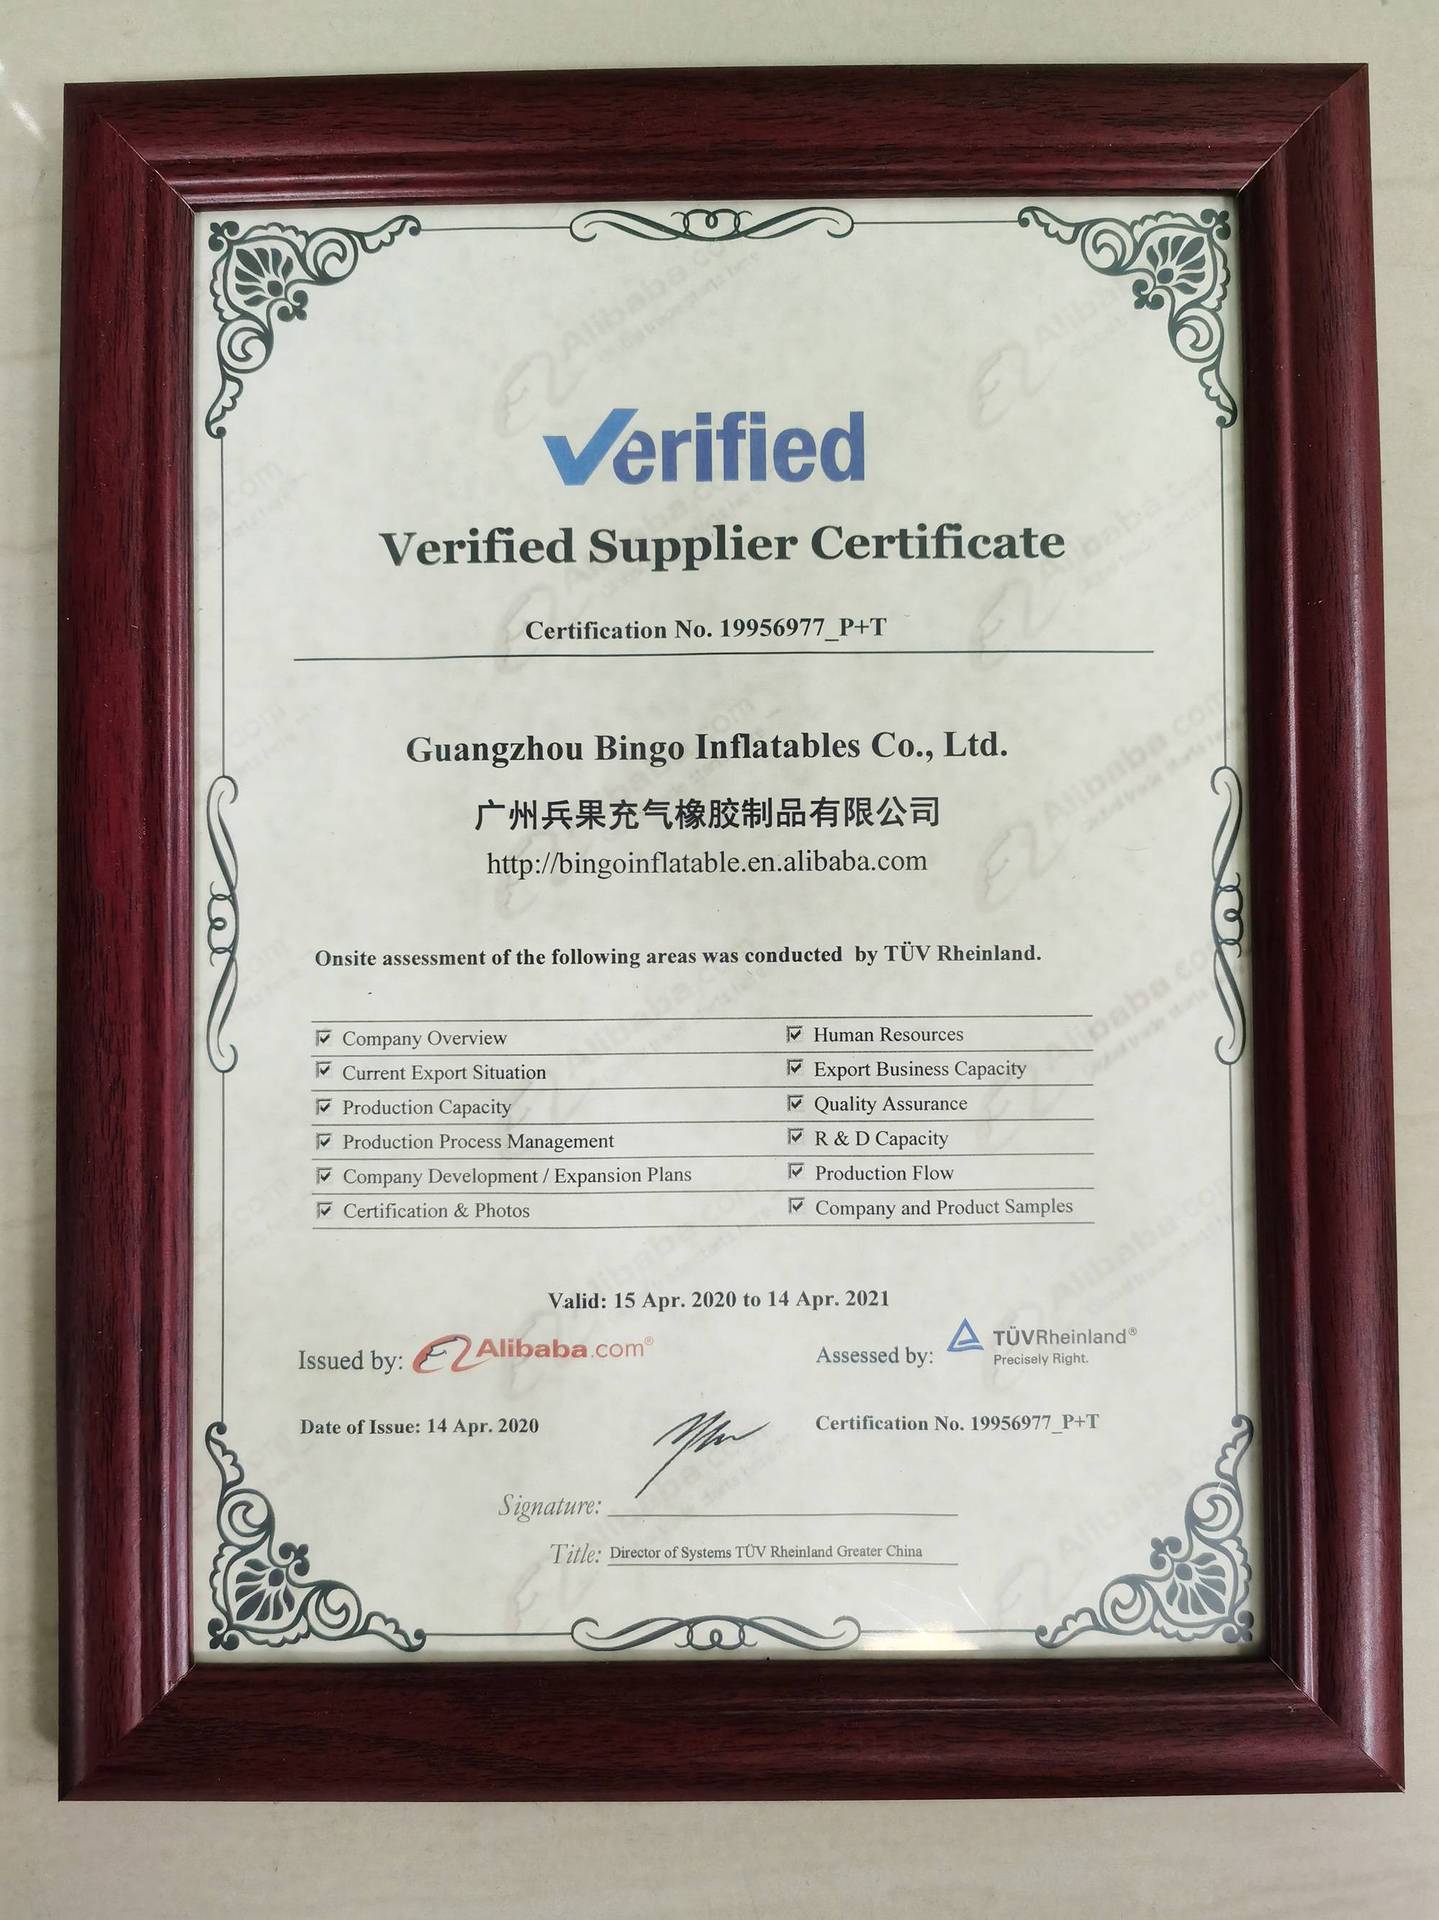 Verified
Verified Supplier Certificate
Certification No. 19956977_P+T
Guangzhou Bingo Inflatables Co., Ltd.
广州兵果充气橡胶制品有限公司
http://bingoinflatable.en.alibaba.com
Onsite assessment of the following areas was conducted by TÜV Rheinland.
Company Overview
Human Resources
Current Export Situation
Export Business Capacity
Production Capacity
Quality Assurance
Production Process Management
R & D Capacity
Company Development / Expansion Plans
Production Flow
Certification & Photos
Company and Product Samples
Valid: 15 Apr. 2020 to 14 Apr. 2021
Issued by: Alibaba.com®
Assessed by: TÜVRheinland®
Precisely Right.
Date of Issue: 14 Apr. 2020
Certification No. 19956977_P+T
Signature:
Title: Director of Systems TÜV Rheinland Greater China